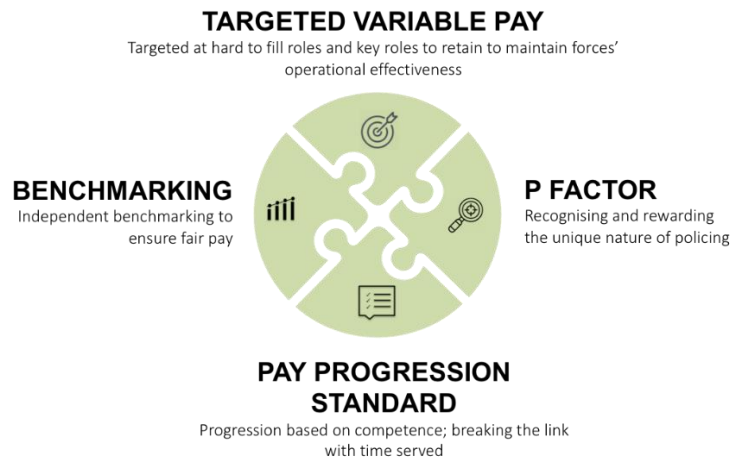 TARGETED VARIABLE PAY
Targeted at hard to fill roles and key roles to retain to maintain forces’
operational effectiveness
BENCHMARKING
Independent benchmarking to
ensure fair pay
P FACTOR
Recognising and rewarding
the unique nature of policing
PAY PROGRESSION
STANDARD
Progression based on competence; breaking the link
with time served